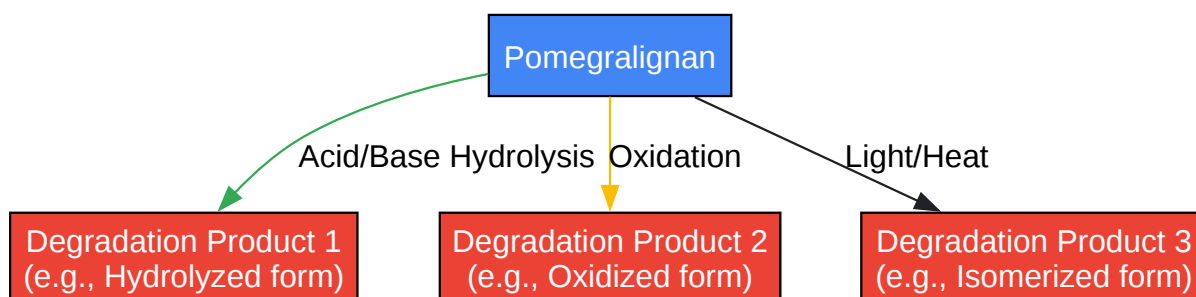 Pomegralignan
Acid/Base Hydrolysis
Oxidation
Light/Heat
Degradation Product 1
(e.g., Hydrolyzed form)
Degradation Product 2
(e.g., Oxidized form)
Degradation Product 3
(e.g., Isomerized form)